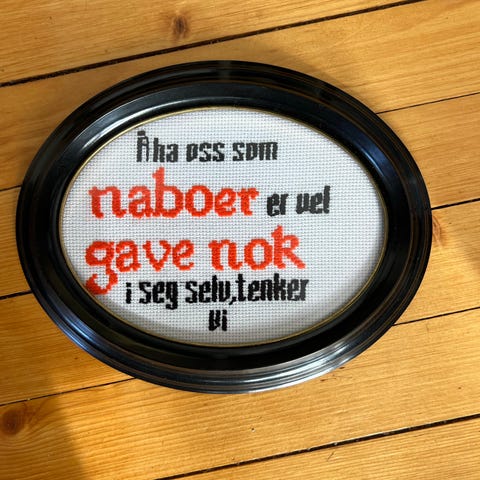 Å ha oss som
naboer er vel
gave nok
i seg selv, tenker
vi